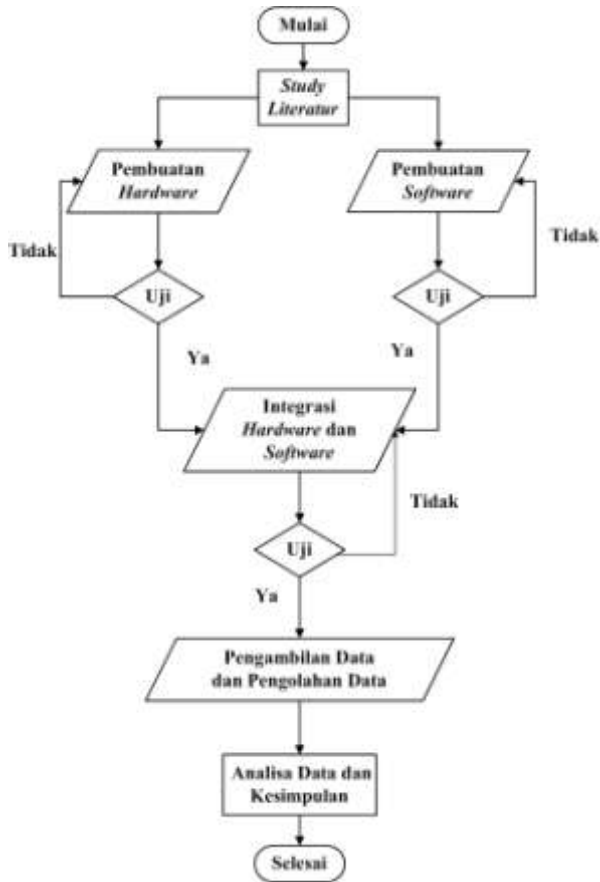 Mulai
Study
Literatur
Pembuatan
Hardware
Pembuatan
Software
Tidak
Tidak
Uji
Uji
Ya
Ya
Integrasi
Hardware dan
Software
Tidak
Uji
Ya
Pengambilan Data
dan Pengolahan Data
Analisa Data dan
Kesimpulan
Selesai